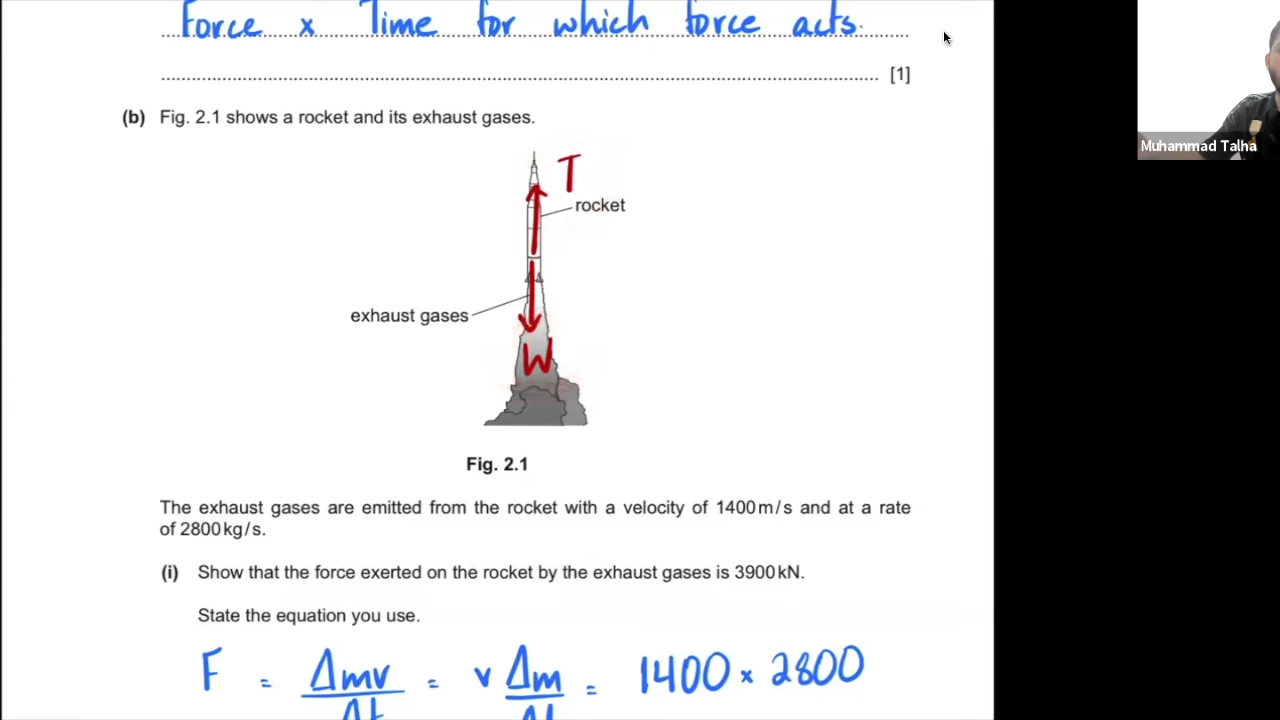 Force x Time for which force acts.
[1]
(b) Fig. 2.1 shows a rocket and its exhaust gases.
T
rocket
exhaust gases
W
Fig. 2.1
The exhaust gases are emitted from the rocket with a velocity of 1400 m/s and at a rate
of 2800 kg/s.
(i) Show that the force exerted on the rocket by the exhaust gases is 3900 kN.
State the equation you use.
F = Δmv/Δt = v Δm/Δt = 1400 × 2800
Muhammad Talha